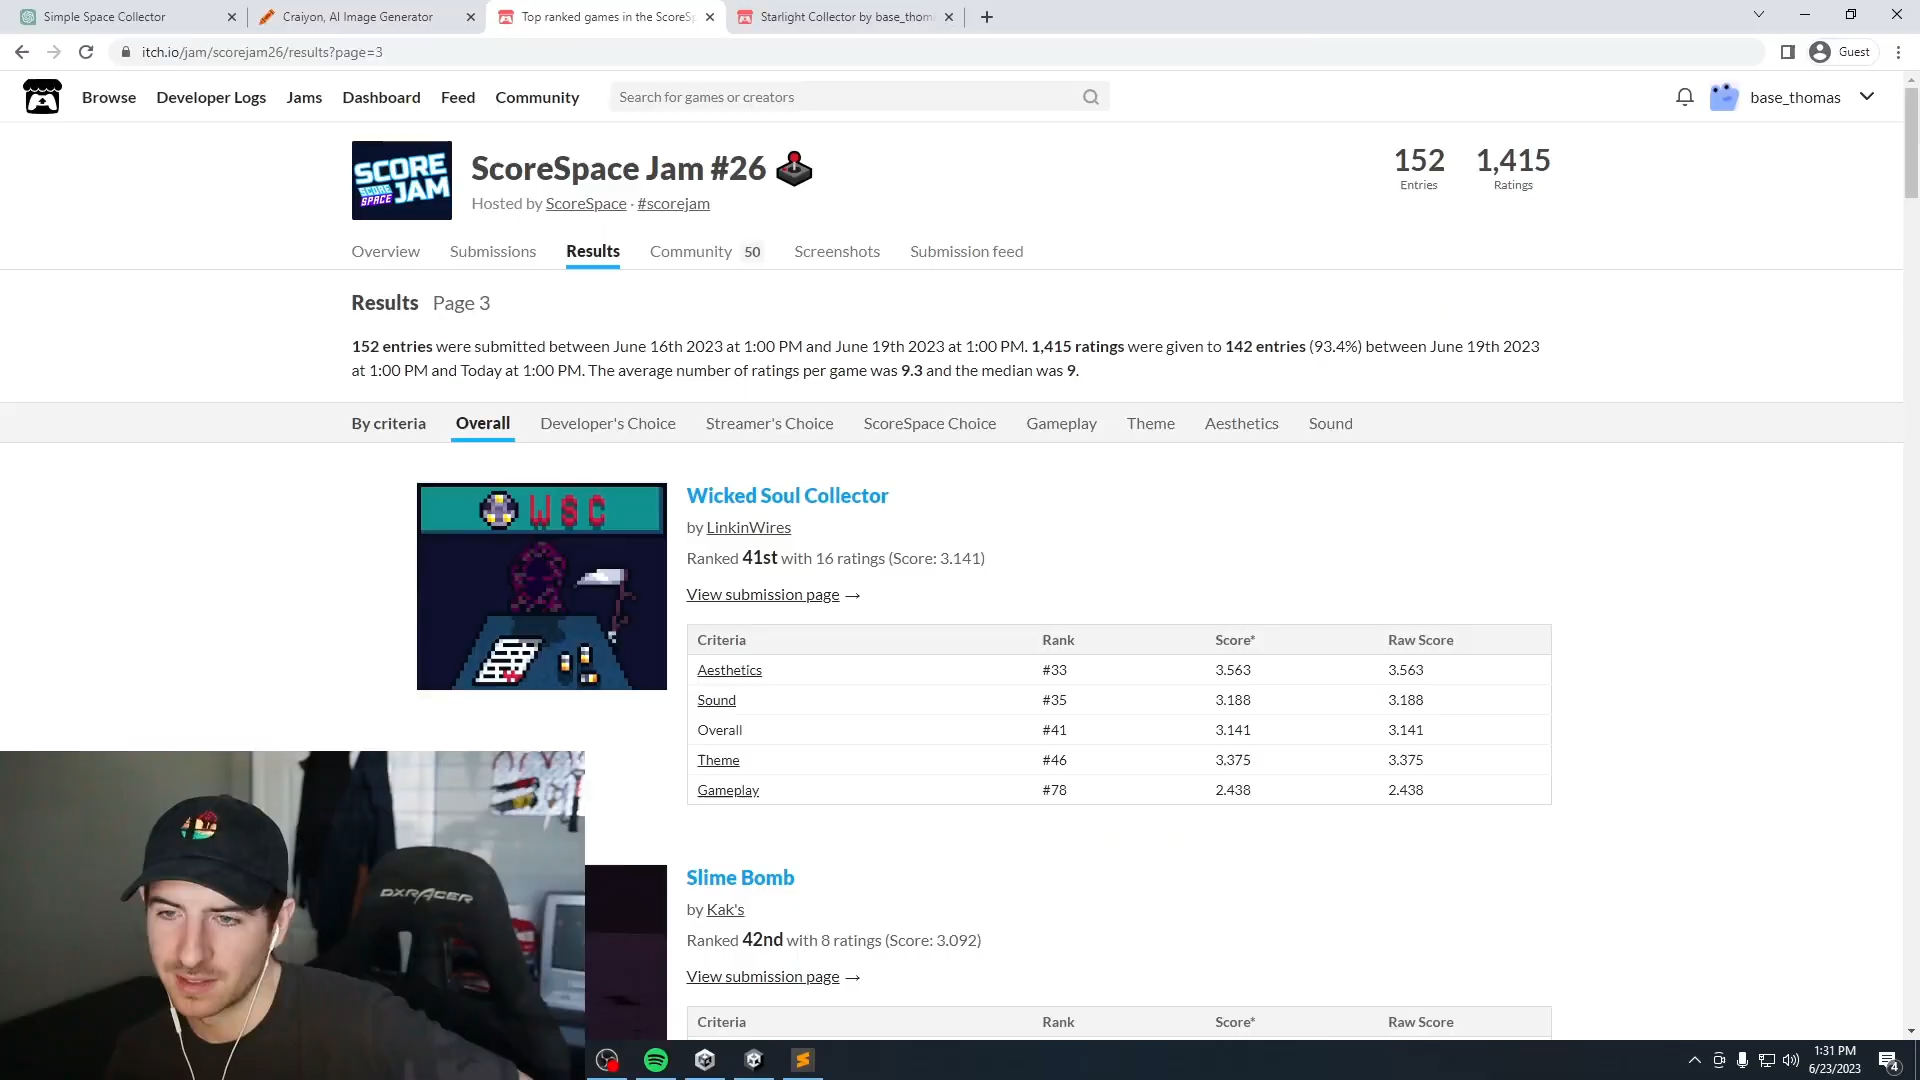 Simple Space Collector
Craiyon, AI Image Generator
Top ranked games in the ScoreSp
Starlight Collector by base_thom
itch.io/jam/scorejam26/results?page=3
Guest
Browse
Developer Logs
Jams
Dashboard
Feed
Community
Search for games or creators
base_thomas
SCORE
SCORE
SPACE
JAM
ScoreSpace Jam #26
Hosted by ScoreSpace · #scorejam
152
Entries
1,415
Ratings
Overview
Submissions
Results
Community 50
Screenshots
Submission feed
Results Page 3
152 entries were submitted between June 16th 2023 at 1:00 PM and June 19th 2023 at 1:00 PM. 1,415 ratings were given to 142 entries (93.4%) between June 19th 2023
at 1:00 PM and Today at 1:00 PM. The average number of ratings per game was 9.3 and the median was 9.
By criteria
Overall
Developer's Choice
Streamer's Choice
ScoreSpace Choice
Gameplay
Theme
Aesthetics
Sound
WSC
Wicked Soul Collector
by LinkinWires
Ranked 41st with 16 ratings (Score: 3.141)
View submission page →
Criteria Rank Score* Raw Score
Aesthetics #33 3.563 3.563
Sound #35 3.188 3.188
Overall #41 3.141 3.141
Theme #46 3.375 3.375
Gameplay #78 2.438 2.438
DXRACER
Slime Bomb
by Kak's
Ranked 42nd with 8 ratings (Score: 3.092)
View submission page →
Criteria Rank Score* Raw Score
1:31 PM
6/23/2023
4